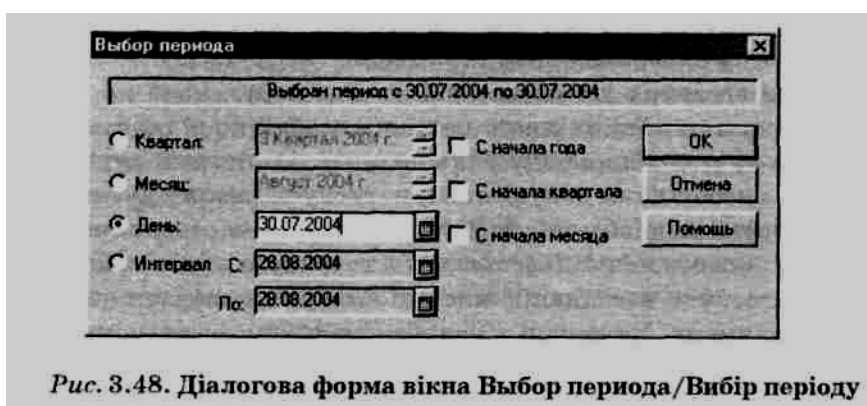 Выбор периода
Выбран период с 30.07.2004 по 30.07.2004
Квартал: 3 Квартал 2004 г. С начала года OK
Месяц: Август 2004 г. С начала квартала Отмена
День: 30.07.2004 С начала месяца Помощь
Интервал С: 28.08.2004
По: 28.08.2004
Рис. 3.48. Діалогова форма вікна Выбор периода/Вибір періоду